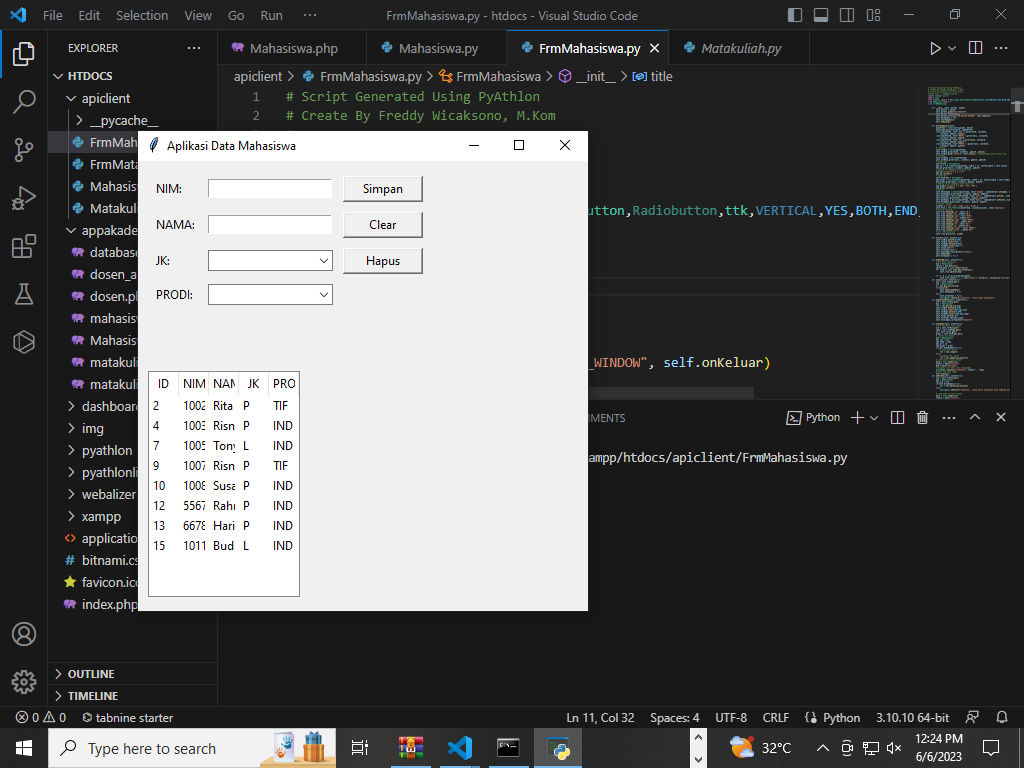 File Edit Selection View Go Run ··· FrmMahasiswa.py - htdocs - Visual Studio Code
EXPLORER ···
Mahasiswa.php Mahasiswa.py FrmMahasiswa.py Matakuliah.py ···
HTDOCS
apiclient > FrmMahasiswa.py > FrmMahasiswa > __init__ > title
apiclient
__pycache__
FrmMah
FrmMata
Mahasis
Matakuli
appakade
database
dosen_a
dosen.ph
mahasis
Mahasis
matakuli
matakuli
dashboard
img
pyathlon
pyathlonli
webalizer
xampp
application
bitnami.cs
favicon.ico
index.php
OUTLINE
TIMELINE
1 # Script Generated Using PyAthlon
2 # Create By Freddy Wicaksono, M.Kom
utton,Radiobutton,ttk,VERTICAL,YES,BOTH,END,
_WINDOW", self.onKeluar)
Aplikasi Data Mahasiswa
NIM: Simpan
NAMA: Clear
JK: Hapus
PRODI:
ID NIM NAM JK PRO
2 1002 Rita P TIF
4 1003 Risn P IND
7 1005 Tony L IND
9 1007 Risn P TIF
10 1008 Susa P IND
12 5567 Rahn P IND
13 6678 Hari P IND
15 1011 Bud L IND
MENTS Python ···
ampp/htdocs/apiclient/FrmMahasiswa.py
0 0 tabnine starter Ln 11, Col 32 Spaces: 4 UTF-8 CRLF Python 3.10.10 64-bit
Type here to search 32°C 12:24 PM
6/6/2023